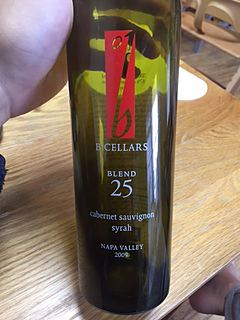 B CELLARS
BLEND
25
cabernet sauvignon
syrah
NAPA VALLEY
2009